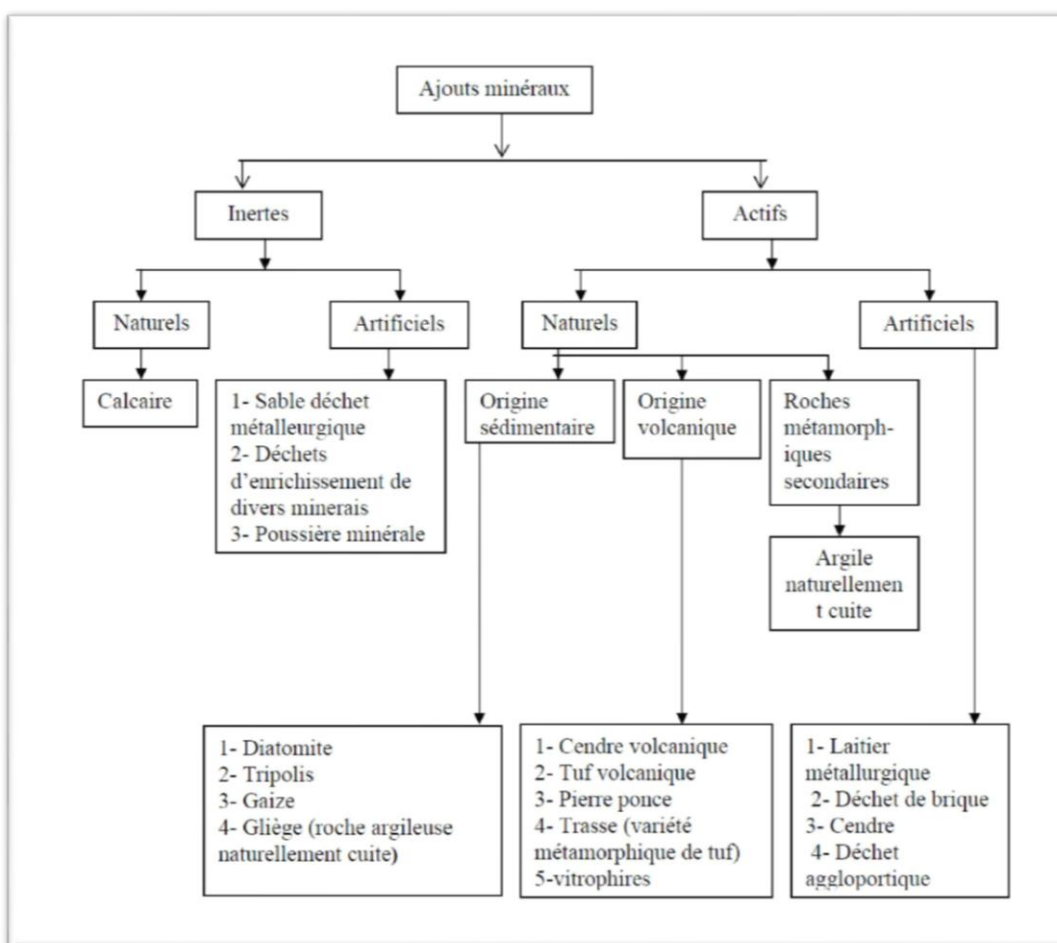 Ajouts minéraux
Inertes
Actifs
Naturels
Artificiels
Naturels
Artificiels
Calcaire
1- Sable déchet
métalleurgique
2- Déchets
d'enrichissement de
divers minerais
3- Poussière minérale
Origine
sédimentaire
Origine
volcanique
Roches
métamorph-
iques
secondaires
Argile
naturellemen
t cuite
1- Diatomite
2- Tripolis
3- Gaize
4- Gliège (roche argileuse
naturellement cuite)
1- Cendre volcanique
2- Tuf volcanique
3- Pierre ponce
4- Trasse (variété
métamorphique de tuf)
5-vitrophires
1- Laitier
métallurgique
2- Déchet de brique
3- Cendre
4- Déchet
aggloportique